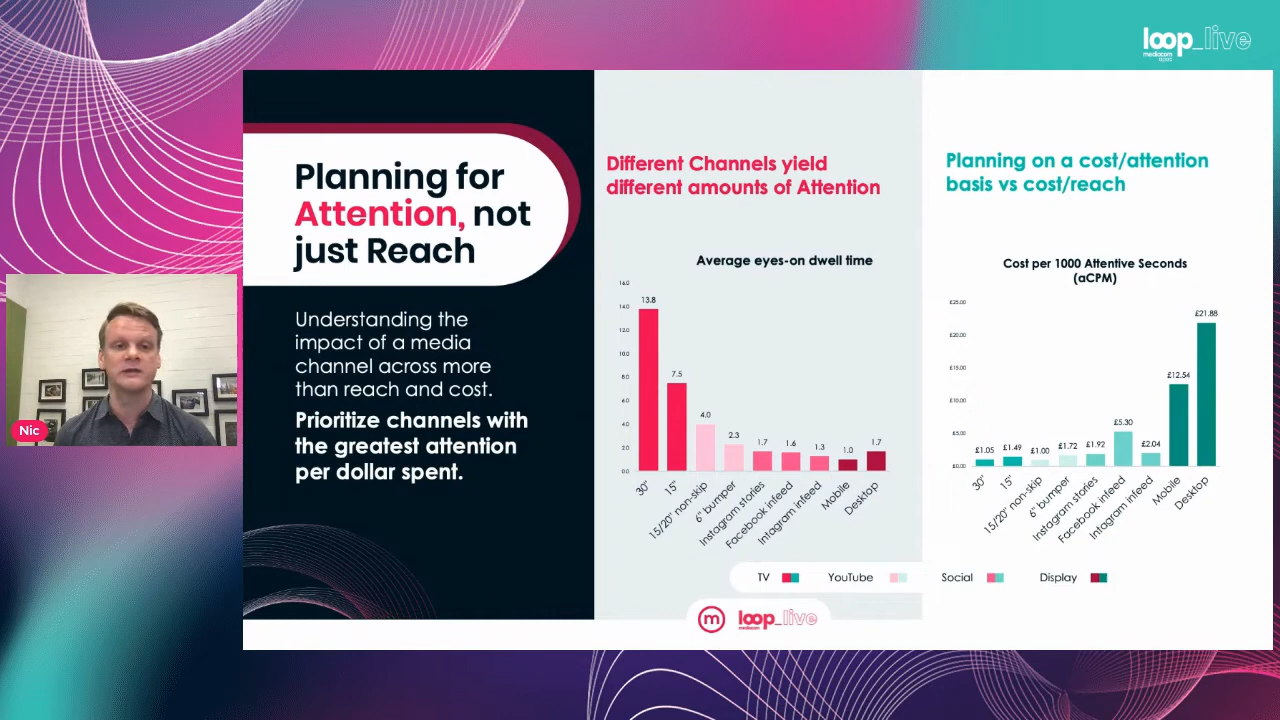 loop_live
mediacom
apac
Planning for
Attention, not
just Reach
Understanding the
impact of a media
channel across more
than reach and cost.
Prioritize channels with
the greatest attention
per dollar spent.
Nic
Different Channels yield
different amounts of Attention
Average eyes-on dwell time
16.0
14.0
12.0
10.0
8.0
6.0
4.0
2.0
0.0
13.8
7.5
4.0
2.3
1.7
1.6
1.3
1.0
1.7
30"
15"
15/20" non-skip
6" bumper
Instagram stories
Facebook infeed
Intagram infeed
Mobile
Desktop
Planning on a cost/attention
basis vs cost/reach
Cost per 1000 Attentive Seconds
(aCPM)
£25.00
£20.00
£15.00
£10.00
£5.00
£0.00
£1.05
£1.49
£1.00
£1.72
£1.92
£5.30
£2.04
£12.54
£21.88
30"
15"
15/20" non-skip
6" bumper
Instagram stories
Facebook infeed
Intagram infeed
Mobile
Desktop
TV YouTube Social Display
m loop_live
mediacom